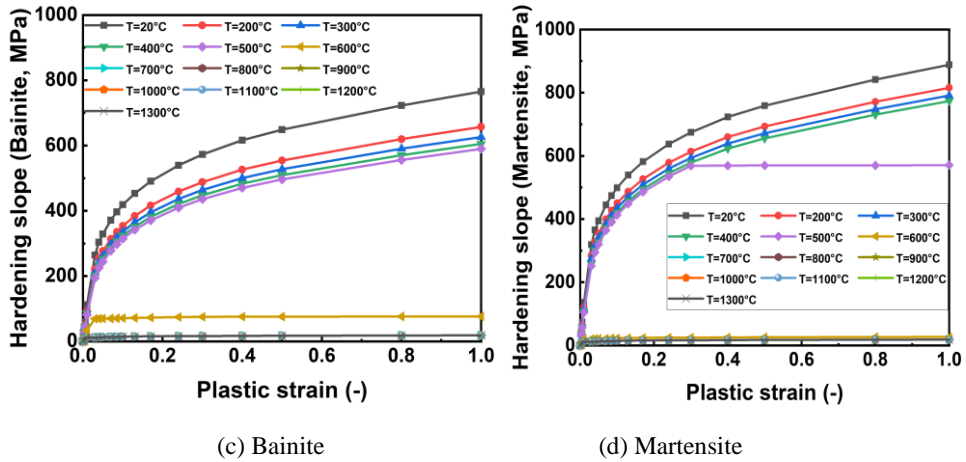 1000
800
600
400
200
0
Hardening slope (Bainite, MPa)
T=20°C T=200°C T=300°C
T=400°C T=500°C T=600°C
T=700°C T=800°C T=900°C
T=1000°C T=1100°C T=1200°C
T=1300°C
0.0 0.2 0.4 0.6 0.8 1.0
Plastic strain (-)
(c) Bainite
1000
800
600
400
200
0
Hardening slope (Martensite, MPa)
T=20°C T=200°C T=300°C
T=400°C T=500°C T=600°C
T=700°C T=800°C T=900°C
T=1000°C T=1100°C T=1200°C
T=1300°C
0.0 0.2 0.4 0.6 0.8 1.0
Plastic strain (-)
(d) Martensite